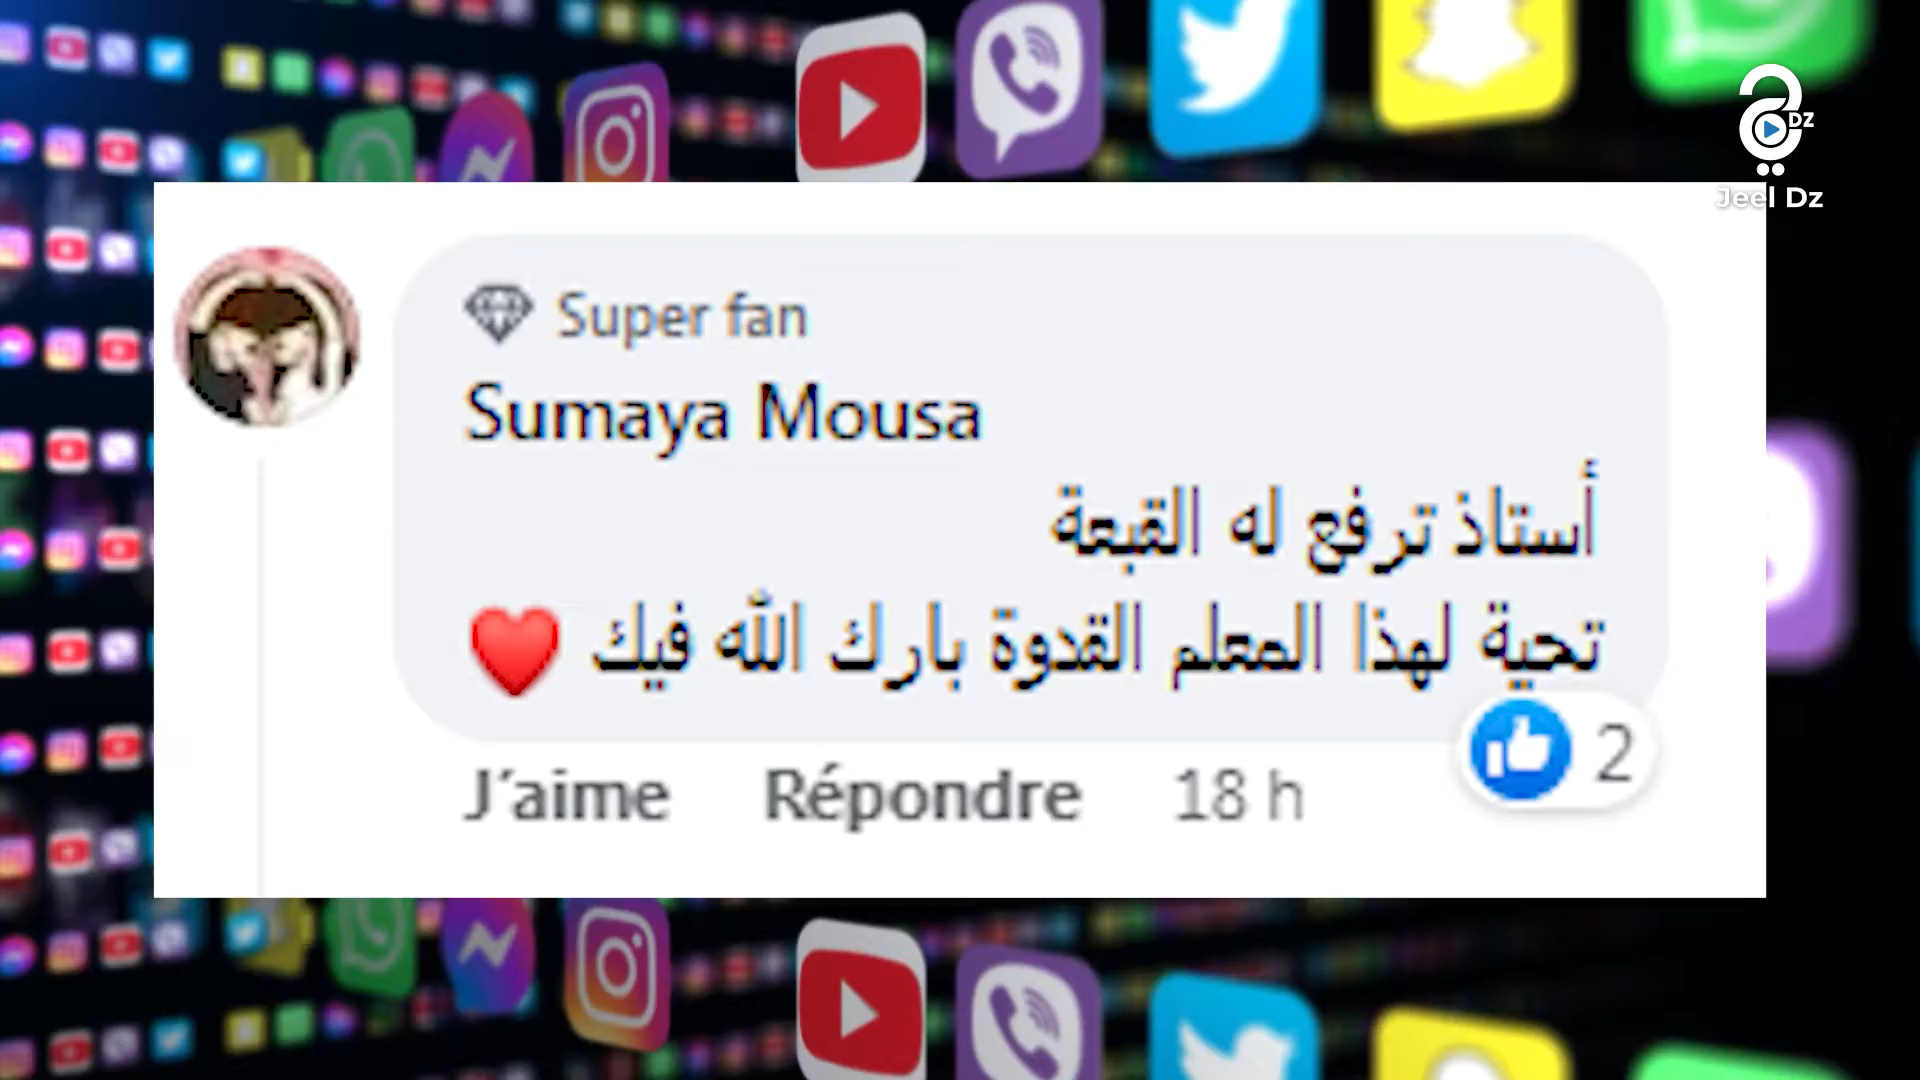 Dz
Jeel Dz
Super fan
Sumaya Mousa
أستاذ ترفع له القبعة
تحية لهذا المعلم القدوة بارك الله فيك ❤️
2
J'aime Répondre 18 h